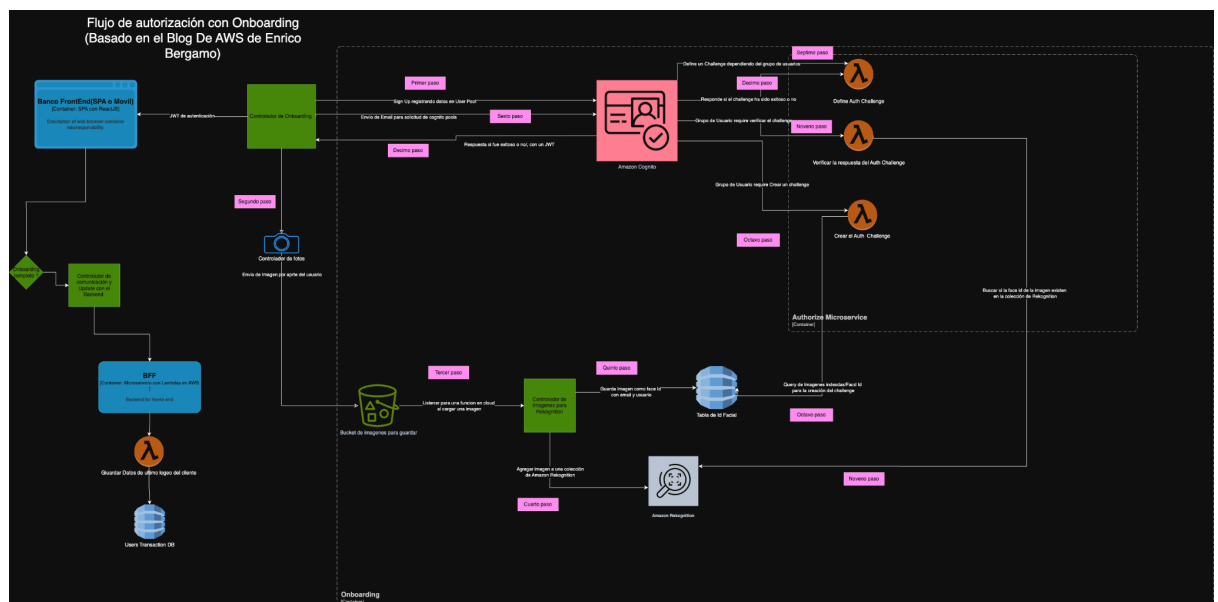 Flujo de autorización con Onboarding
(Basado en el Blog De AWS de Enrico
Bergamo)
Septimo paso
Define un Challenge dependiendo del grupo de usuarios
Primer paso
Decimo paso
Define Auth Challenge
Banco FrontEnd(SPA o Movil)
[Container: SPA con ReactJS]
Sign Up registrando datos en User Pool
Responde si el challenge ha sido exitoso o no
JWT de autenticación
Controlador de Onboarding
Envío de Email para solicitud de cognito pools
Sexto paso
Grupo de Usuario require verificar el challenge
Noveno paso
Decimo paso
Respuesta si fue exitoso o no!, con un JWT
Amazon Cognito
Verificar la respuesta del Auth Challenge
Grupo de Usuario require Crear un challenge
Segundo paso
Octavo paso
Crear el Auth Challenge
Controlador de fotos
Envio de Imagen por aprte del usuario
Onboarding
completo ?
Controlador de
comunicación y
Update con el
Backend
Buscar si la face id de la imagen existen
en la colección de Rekognition
Authorize Microservice
[Container]
BFF
[Container: Microservicio con Lambdas en AWS
Backend for front end
Tercer paso
Quinto paso
Listener para una funcion en cloud
al cargar una imagen
Controlador de
Imagenes para
Rekognition
Guarda Imagen como face id
con email y usuario
Query de Imagenes indexdas/Facd Id
para la creación del challenge
Tabla de Id Facial
Octavo paso
Bucket de imagenes para guardar
Guardar Datos de ultimo logeo del cliente
Agregar imagen a una colección
de Amazon Rekognition
Noveno paso
Cuarto paso
Amazon Rekognition
Users Transaction DB
Onboarding
[Container]